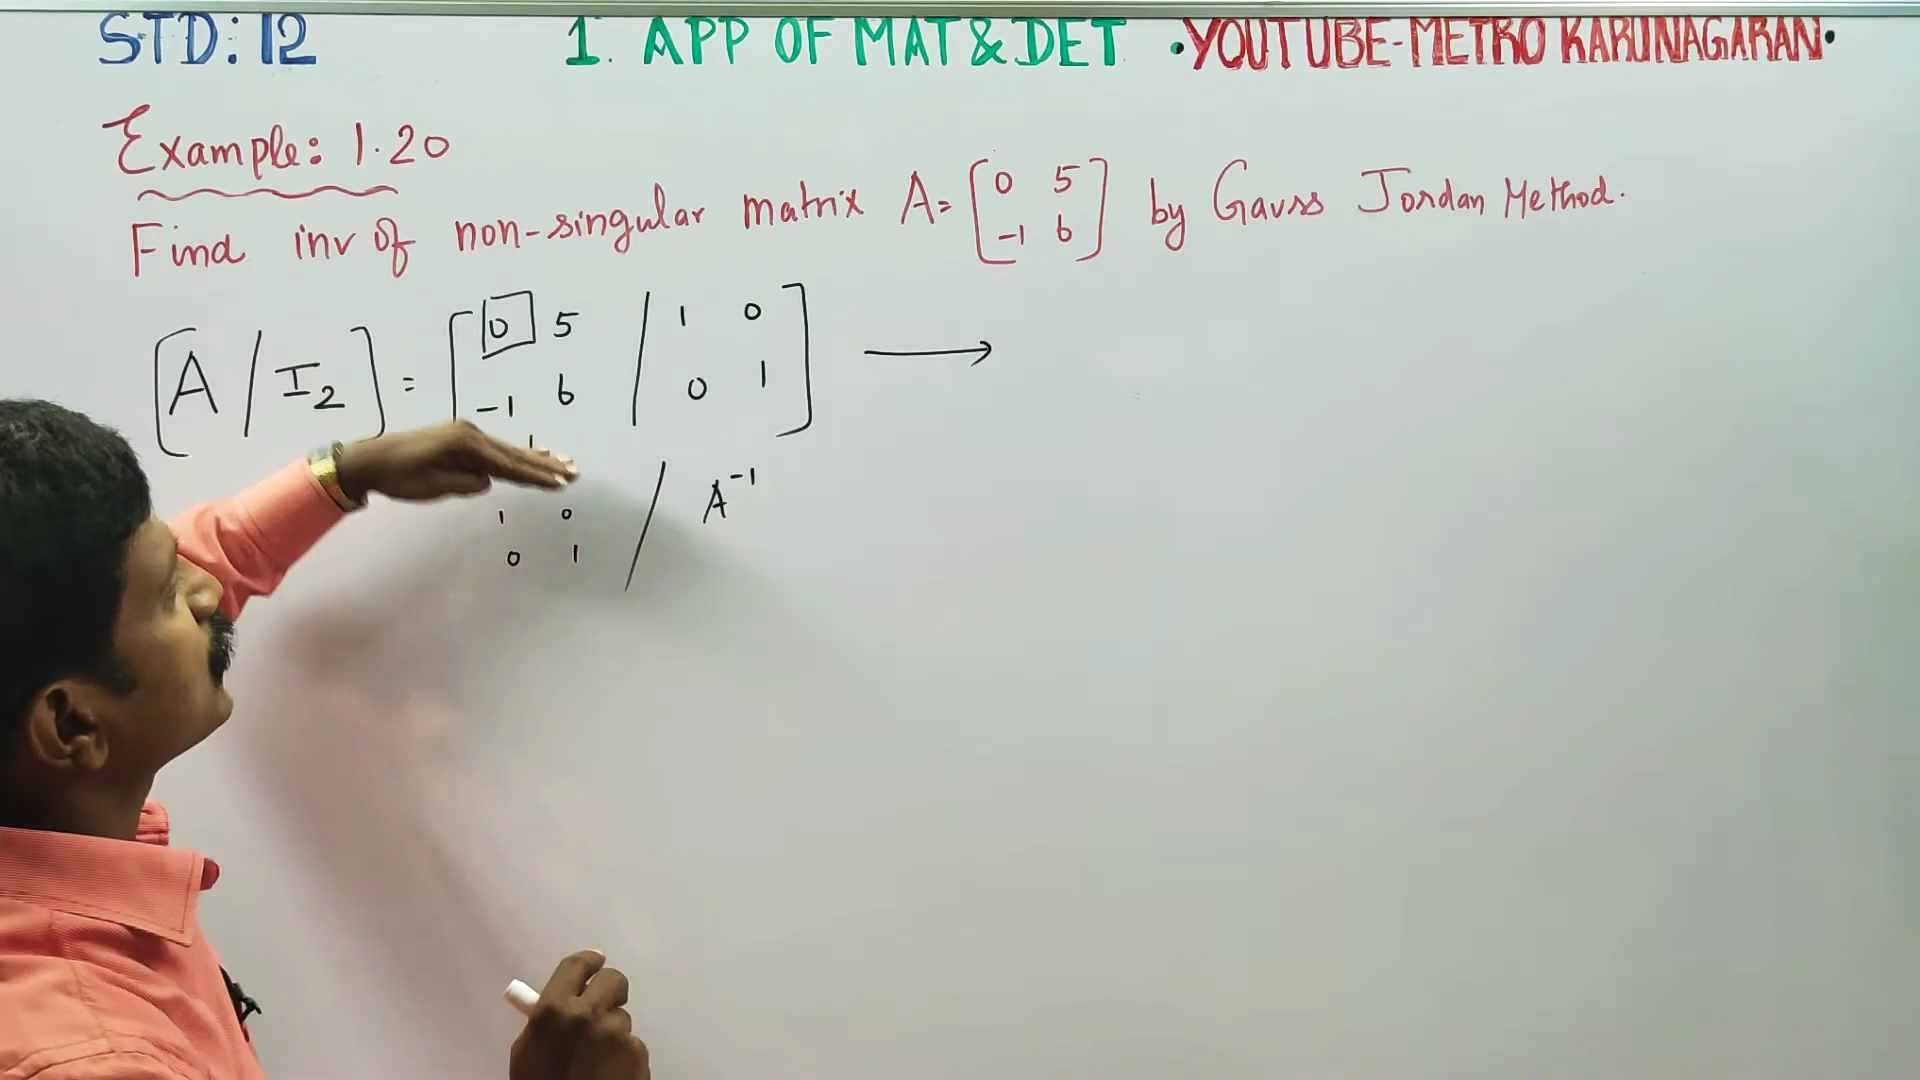 STD: 12 1. APP OF MAT & DET •YOUTUBE-METRO KARUNAGARAN•
Example: 1.20
Find inv of non-singular matrix A= [0 5 by Gauss Jordan Method.
-1 6]
[A / I2] = [0 5 | 1 0
-1 6 | 0 1]
1 0 / A⁻¹
0 1